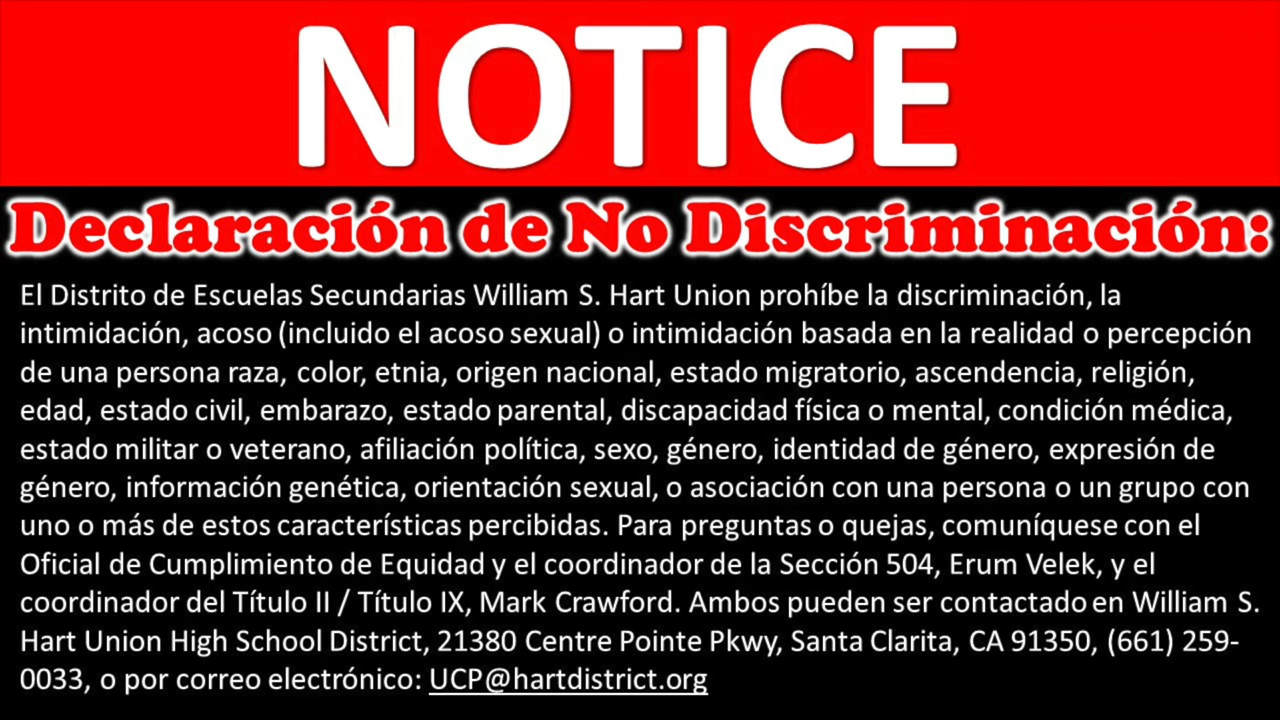 NOTICE
Declaración de No Discriminación:
El Distrito de Escuelas Secundarias William S. Hart Union prohíbe la discriminación, la
intimidación, acoso (incluido el acoso sexual) o intimidación basada en la realidad o percepción
de una persona raza, color, etnia, origen nacional, estado migratorio, ascendencia, religión,
edad, estado civil, embarazo, estado parental, discapacidad física o mental, condición médica,
estado militar o veterano, afiliación política, sexo, género, identidad de género, expresión de
género, información genética, orientación sexual, o asociación con una persona o un grupo con
uno o más de estos características percibidas. Para preguntas o quejas, comuníquese con el
Oficial de Cumplimiento de Equidad y el coordinador de la Sección 504, Erum Velek, y el
coordinador del Título II / Título IX, Mark Crawford. Ambos pueden ser contactado en William S.
Hart Union High School District, 21380 Centre Pointe Pkwy, Santa Clarita, CA 91350, (661) 259-
0033, o por correo electrónico: UCP@hartdistrict.org